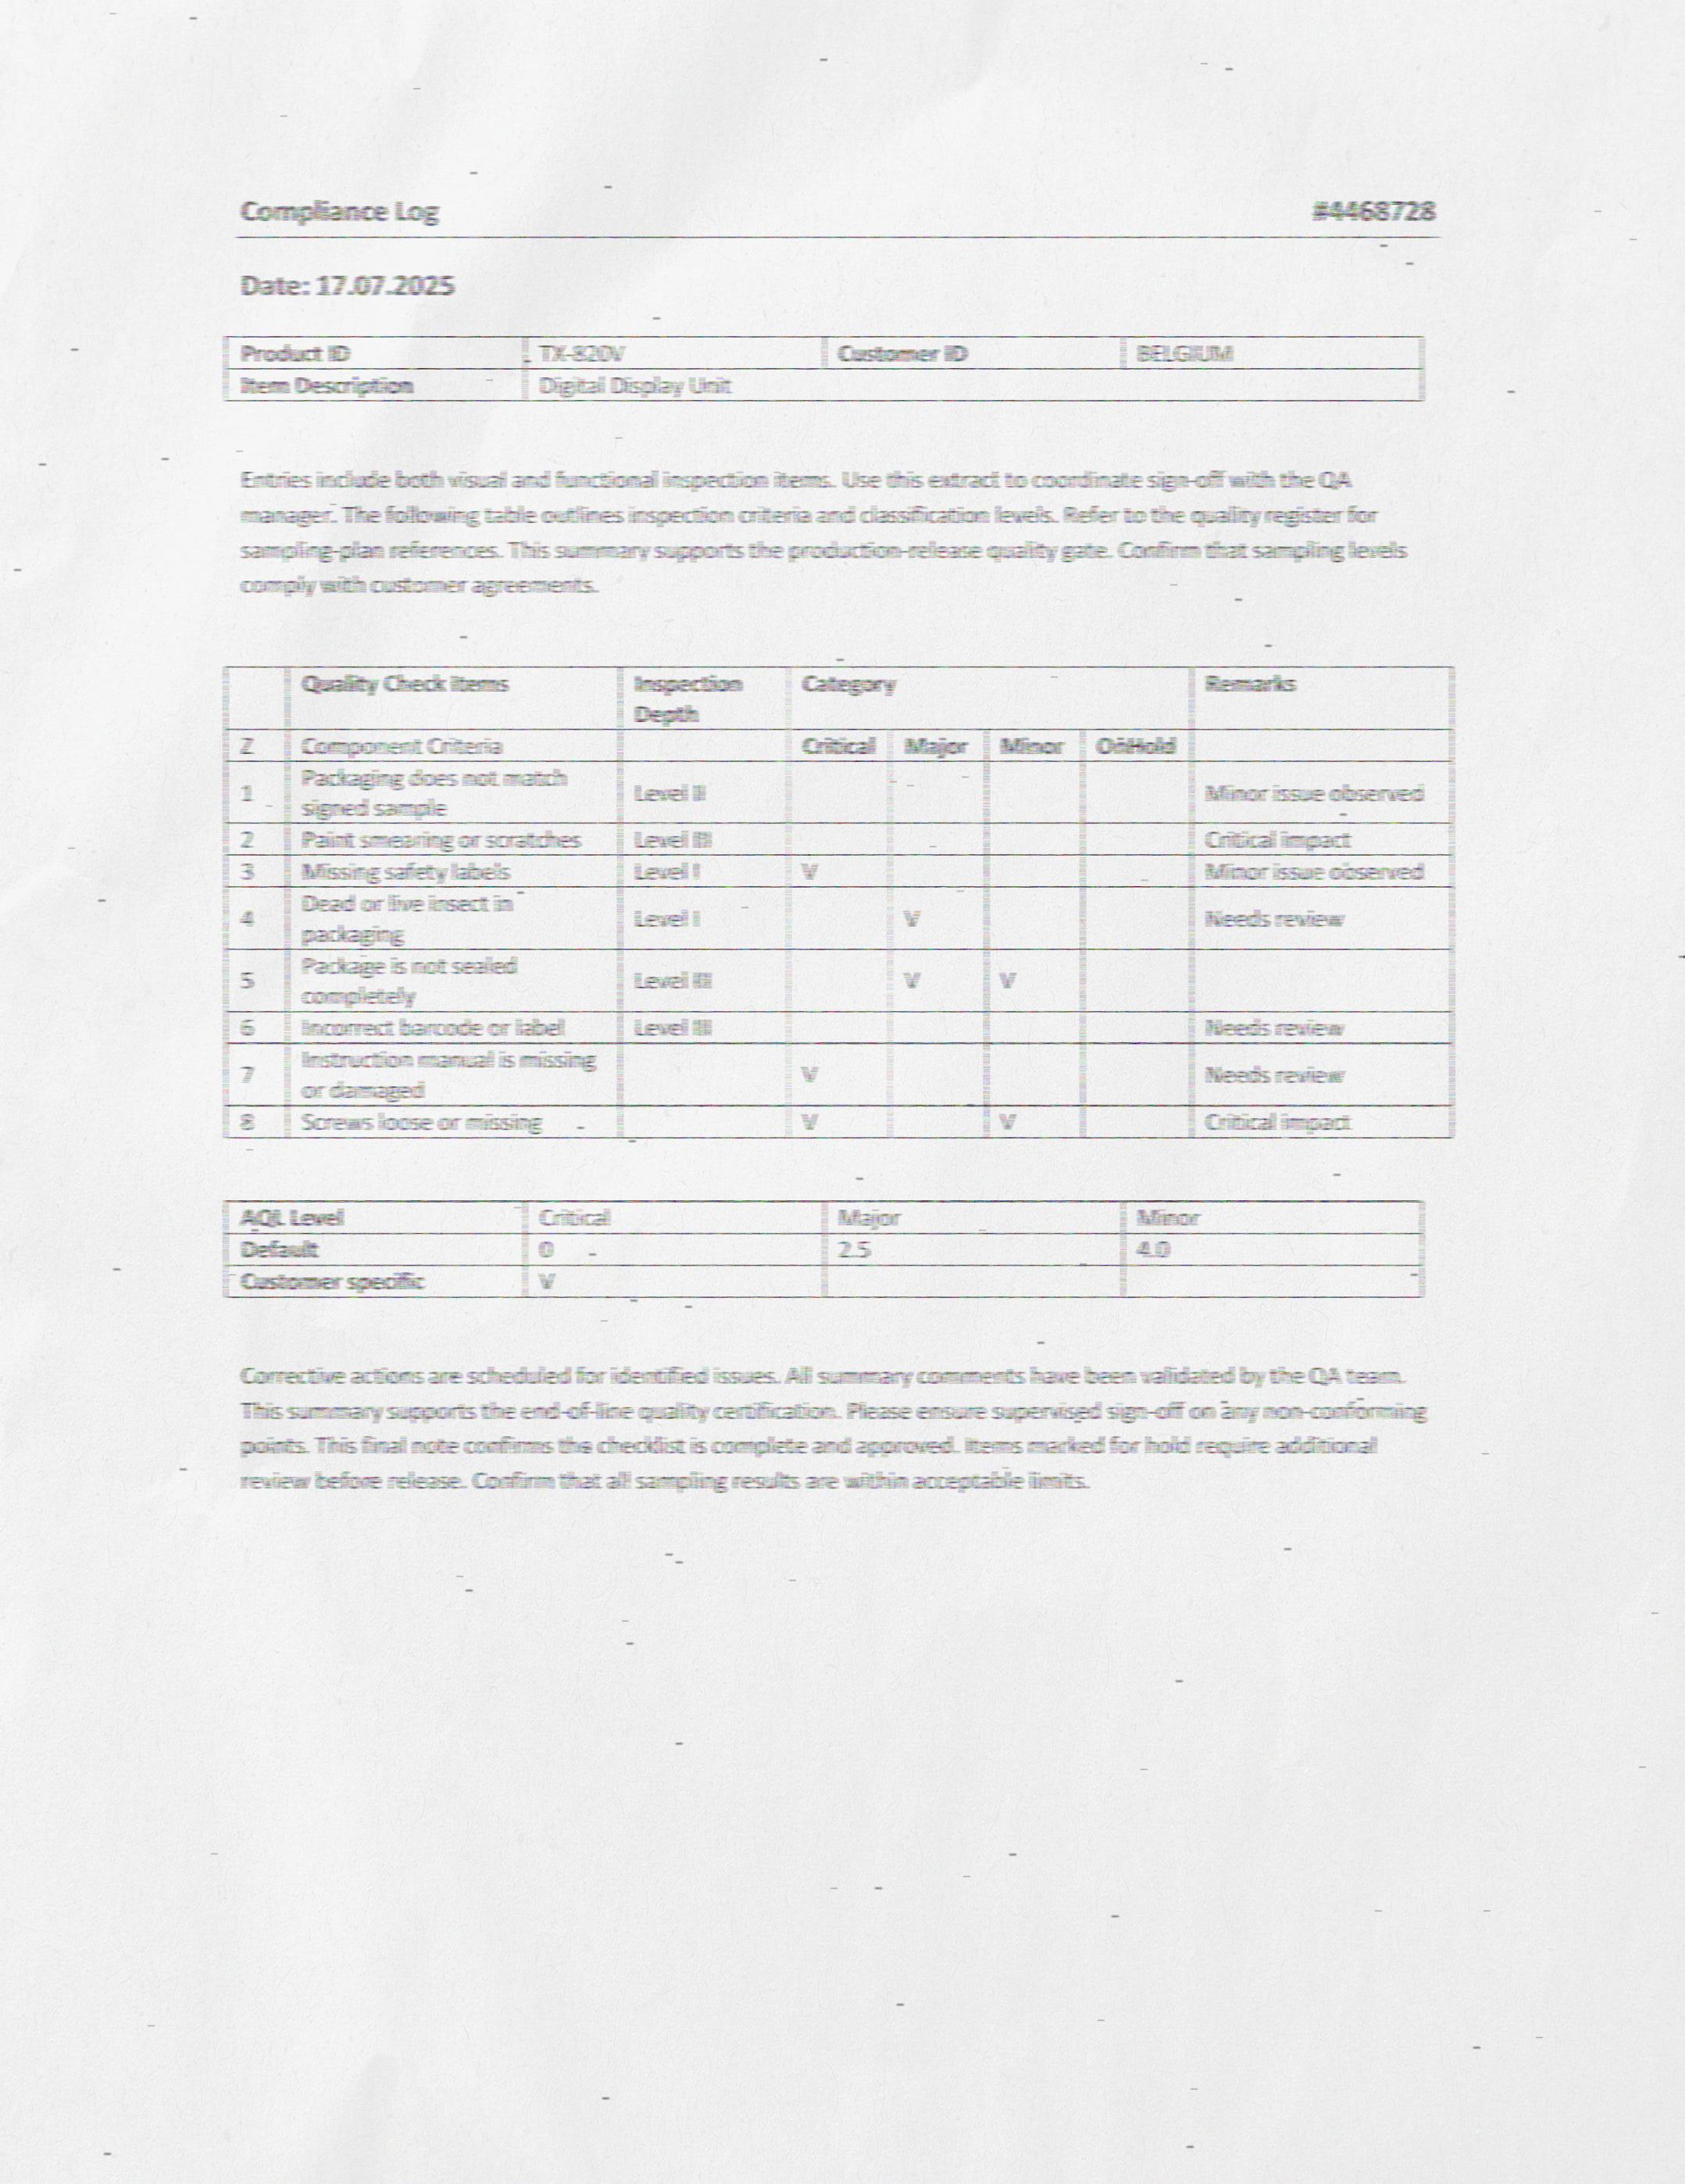 Compliance Log #4468728
Date: 17.07.2025
Product ID TX-820V Customer ID BELGIUM
Item Description Digital Display Unit
Entries include both visual and functional inspection items. Use this extract to coordinate sign-off with the QA
manager. The following table outlines inspection criteria and classification levels. Refer to the quality register for
sampling-plan references. This summary supports the production-release quality gate. Confirm that sampling levels
comply with customer agreements.
Quality Check Items Inspection Depth Category Remarks
Z Component Criteria Critical Major Minor OnHold
1 Packaging does not match signed sample Level II Minor issue observed
2 Paint smearing or scratches Level III Critical impact
3 Missing safety labels Level I V Minor issue observed
4 Dead or live insect in packaging Level I V Needs review
5 Package is not sealed completely Level III V V
6 Incorrect barcode or label Level III Needs review
7 Instruction manual is missing or damaged V Needs review
8 Screws loose or missing V V Critical impact
AQL Level Critical Major Minor
Default 0 2.5 4.0
Customer specific V
Corrective actions are scheduled for identified issues. All summary comments have been validated by the QA team.
This summary supports the end-of-line quality certification. Please ensure supervised sign-off on any non-conforming
points. This final note confirms the checklist is complete and approved. Items marked for hold require additional
review before release. Confirm that all sampling results are within acceptable limits.